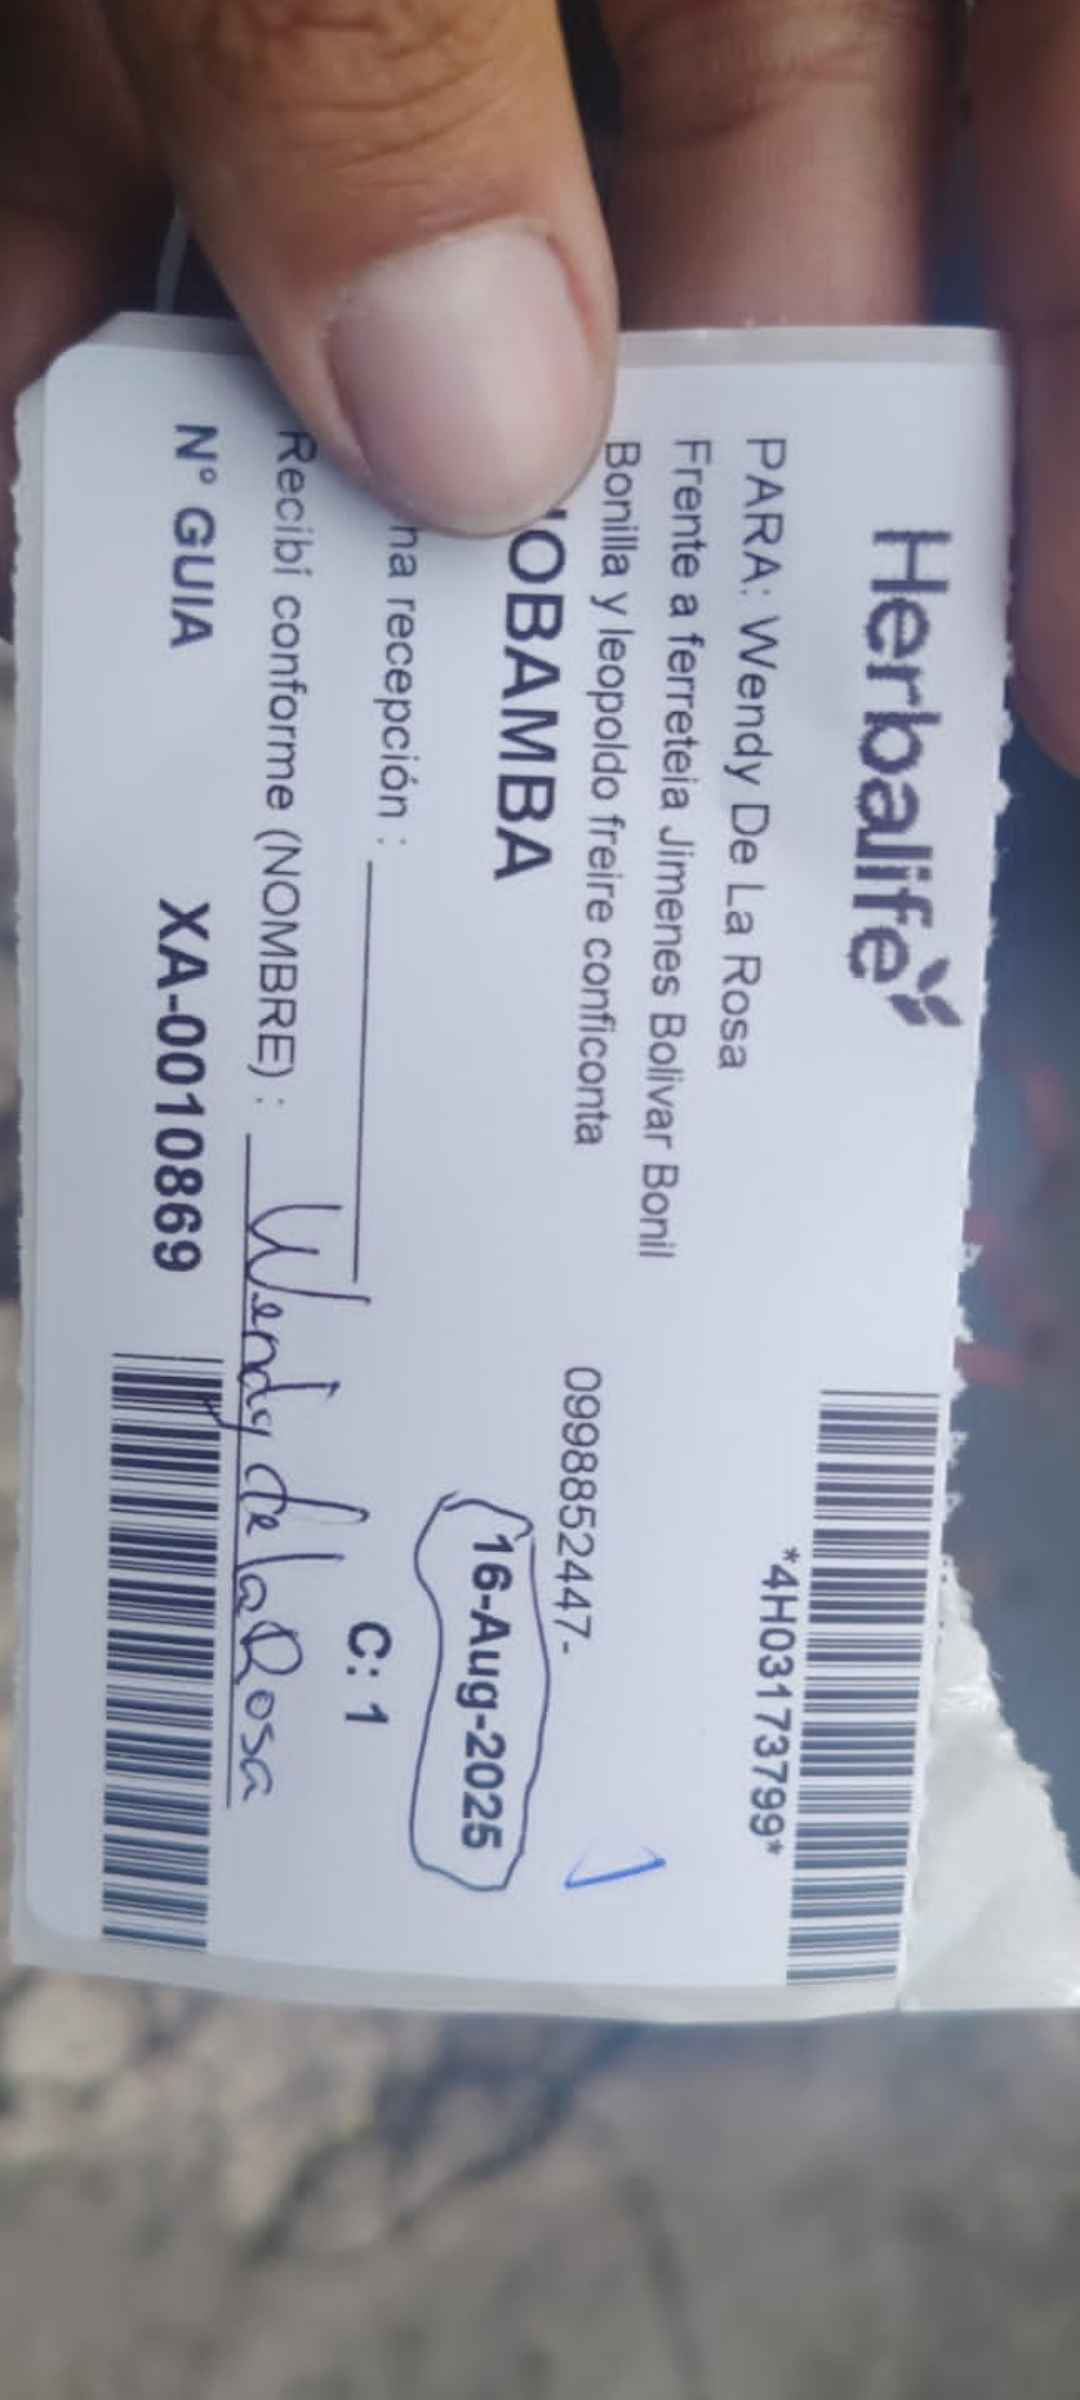 Herbalife
*4H03173799*
PARA: Wendy De La Rosa
Frente a ferreteia Jimenes Bolivar Bonil
Bonilla y leopoldo freire conficonta
0998852447-
OBAMBA
16-Aug-2025
na recepción :
C: 1
Recibí conforme (NOMBRE) : Wendy de la Rosa
N° GUIA XA-0010869